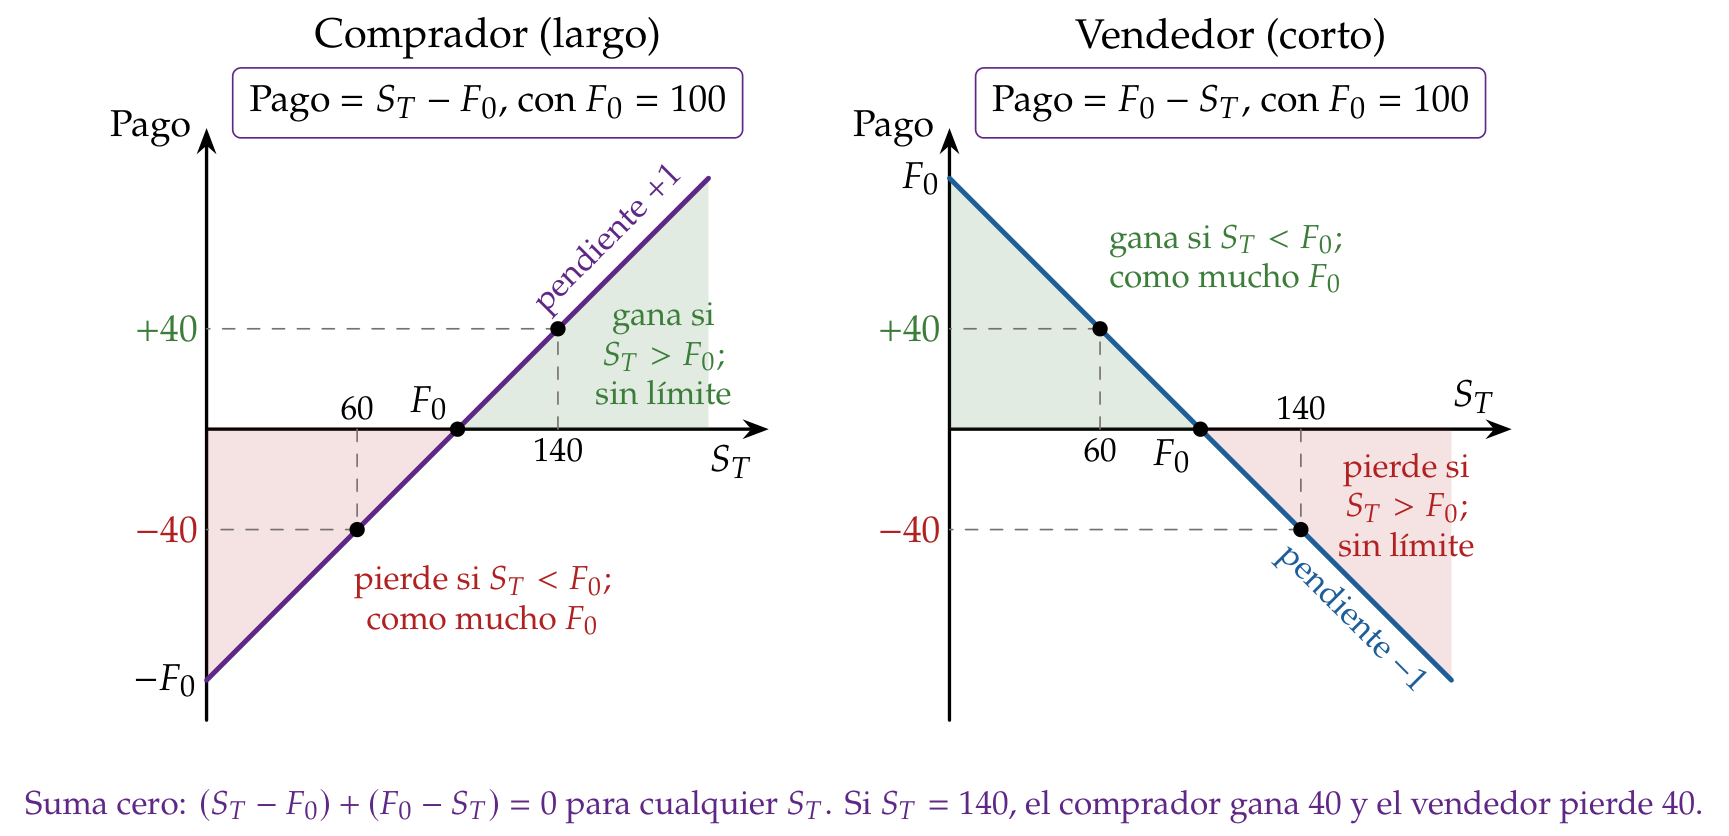 Comprador (largo)
Pago = S_T − F_0, con F_0 = 100
Pago
pendiente +1
+40
gana si
S_T > F_0;
sin límite
60
F_0
140
S_T
−40
pierde si S_T < F_0;
como mucho F_0
−F_0
Vendedor (corto)
Pago = F_0 − S_T, con F_0 = 100
Pago
F_0
gana si S_T < F_0;
como mucho F_0
+40
140
S_T
60
F_0
pierde si
S_T > F_0;
sin límite
−40
pendiente −1
Suma cero: (S_T − F_0) + (F_0 − S_T) = 0 para cualquier S_T. Si S_T = 140, el comprador gana 40 y el vendedor pierde 40.